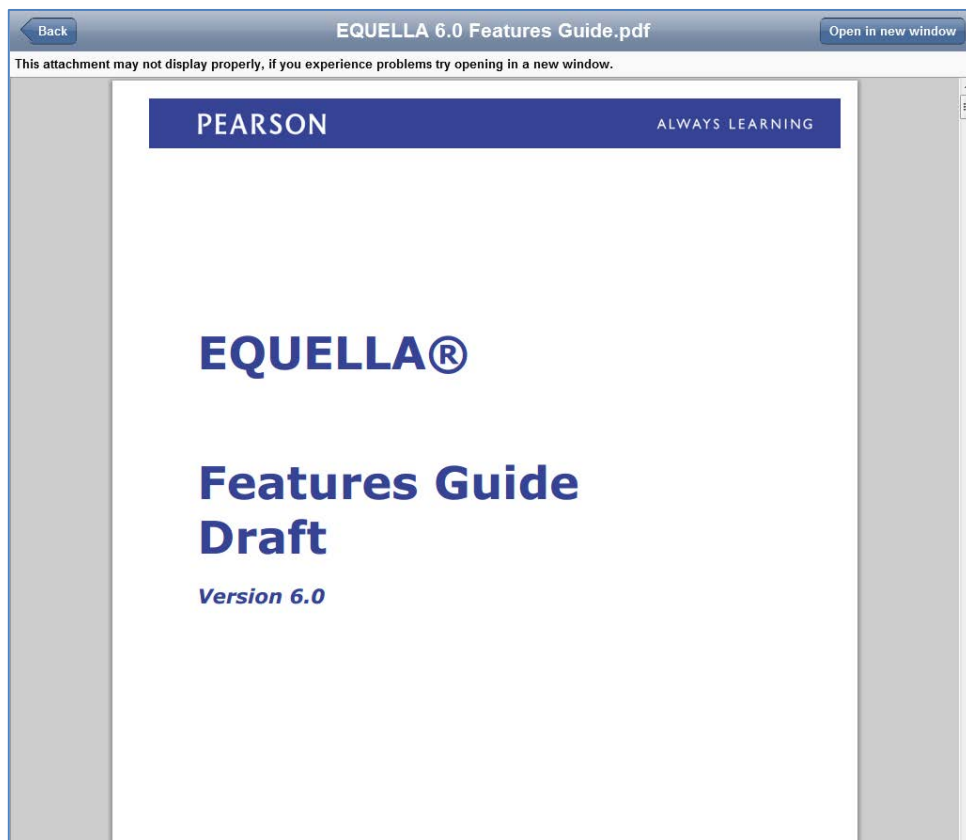 Back EQUELLA 6.0 Features Guide.pdf Open in new window
This attachment may not display properly, if you experience problems try opening in a new window.
PEARSON ALWAYS LEARNING
EQUELLA®
Features Guide
Draft
Version 6.0